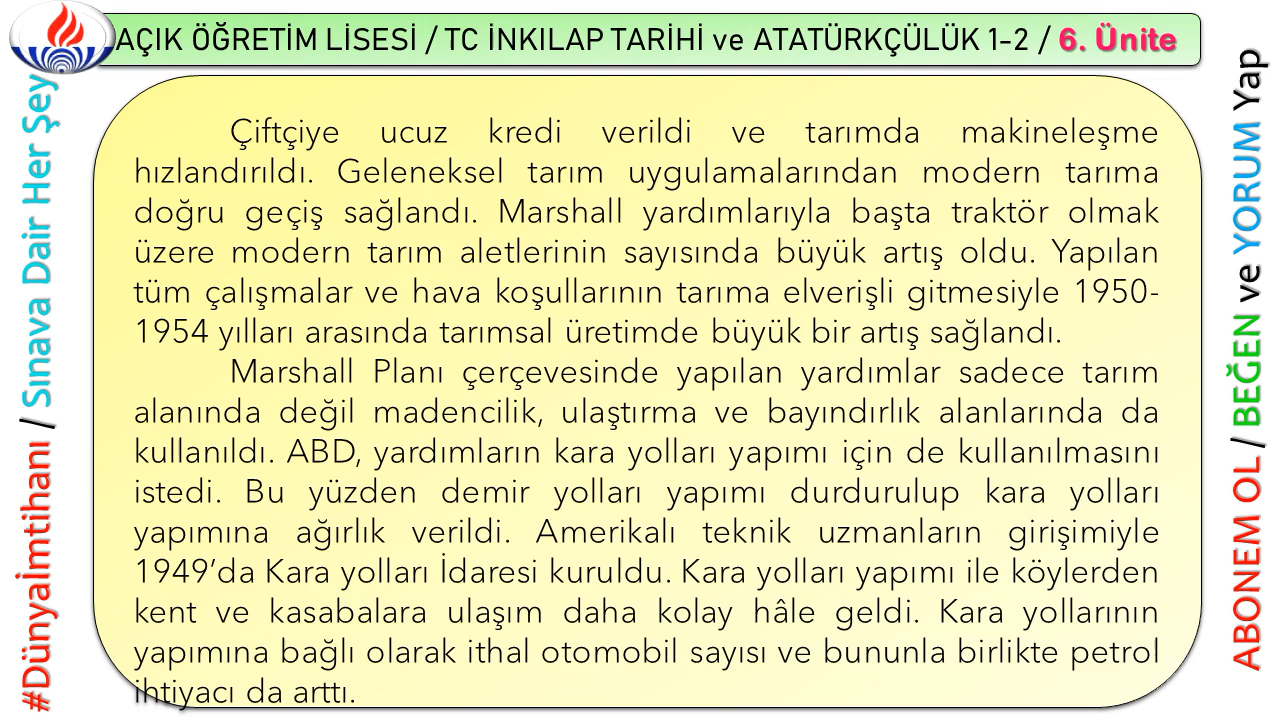 AÇIK ÖĞRETİM LİSESİ / TC İNKILAP TARİHİ ve ATATÜRKÇÜLÜK 1-2 / 6. Ünite
#Dünyaİmtihanı / Sınava Dair Her Şey
Çiftçiye ucuz kredi verildi ve tarımda makineleşme
hızlandırıldı. Geleneksel tarım uygulamalarından modern tarıma
doğru geçiş sağlandı. Marshall yardımlarıyla başta traktör olmak
üzere modern tarım aletlerinin sayısında büyük artış oldu. Yapılan
tüm çalışmalar ve hava koşullarının tarıma elverişli gitmesiyle 1950-
1954 yılları arasında tarımsal üretimde büyük bir artış sağlandı.
Marshall Planı çerçevesinde yapılan yardımlar sadece tarım
alanında değil madencilik, ulaştırma ve bayındırlık alanlarında da
kullanıldı. ABD, yardımların kara yolları yapımı için de kullanılmasını
istedi. Bu yüzden demir yolları yapımı durdurulup kara yolları
yapımına ağırlık verildi. Amerikalı teknik uzmanların girişimiyle
1949’da Kara yolları İdaresi kuruldu. Kara yolları yapımı ile köylerden
kent ve kasabalara ulaşım daha kolay hâle geldi. Kara yollarının
yapımına bağlı olarak ithal otomobil sayısı ve bununla birlikte petrol
ihtiyacı da arttı.
ABONEM OL / BEĞEN ve YORUM Yap